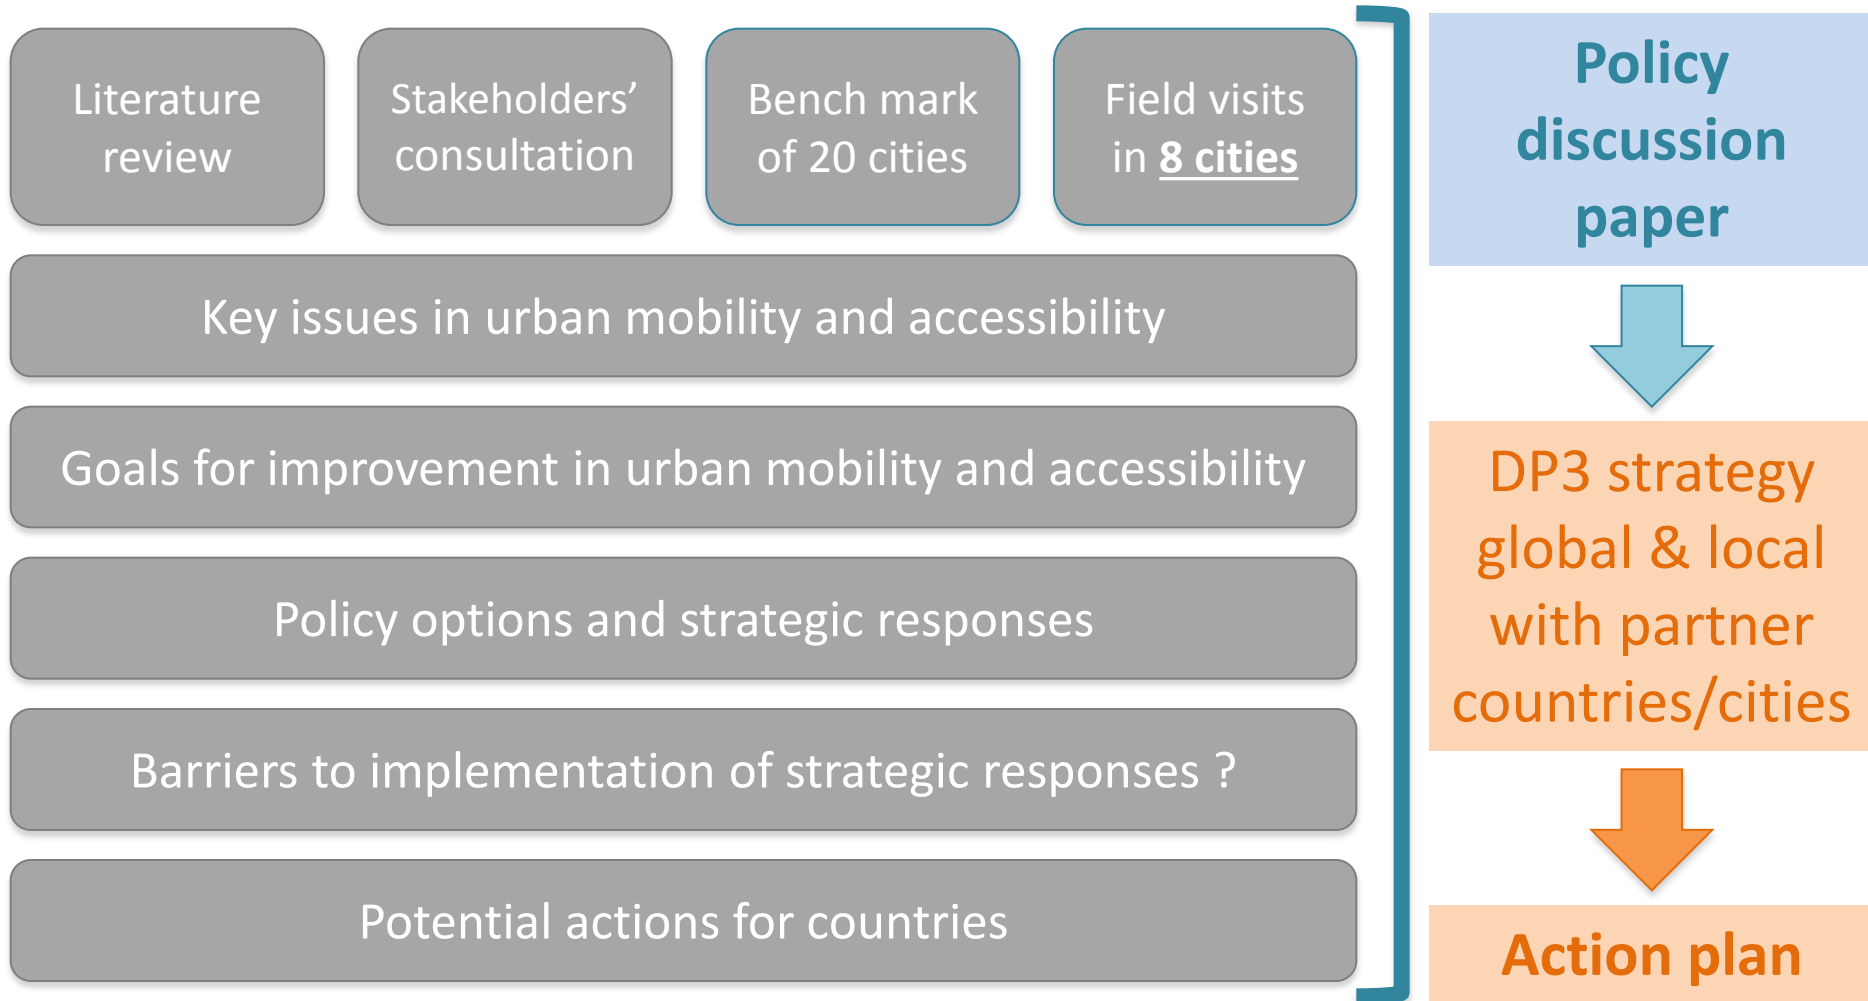 Literature
review
Stakeholders’
consultation
Bench mark
of 20 cities
Field visits
in 8 cities
Key issues in urban mobility and accessibility
Goals for improvement in urban mobility and accessibility
Policy options and strategic responses
Barriers to implementation of strategic responses ?
Potential actions for countries
Policy
discussion
paper
DP3 strategy
global & local
with partner
countries/cities
Action plan